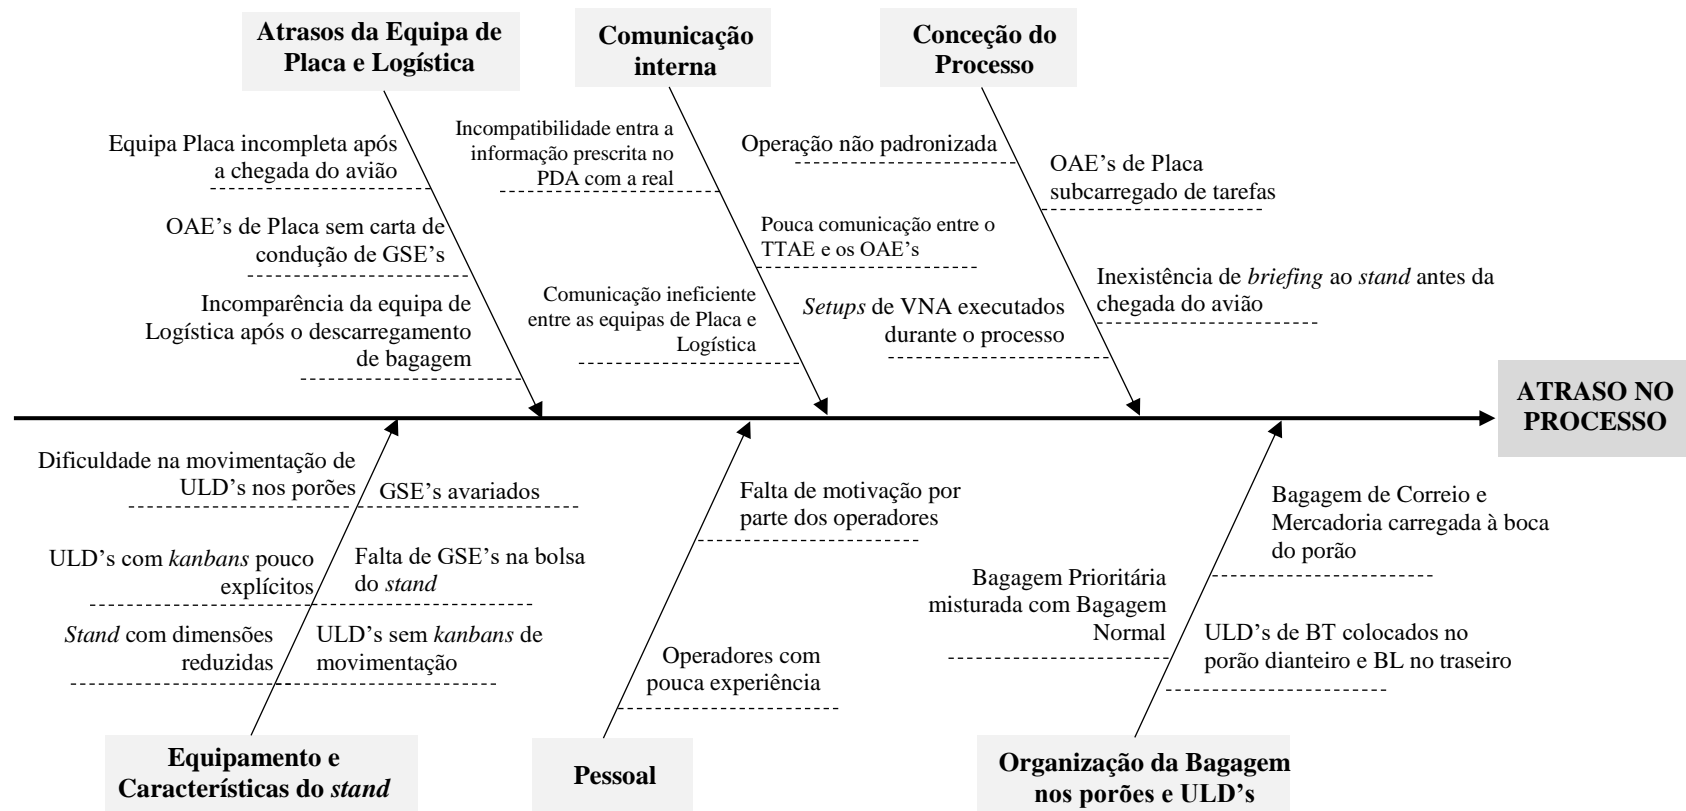 Atrasos da Equipa de
Placa e Logística
Comunicação
interna
Conceção do
Processo
Equipa Placa incompleta após
a chegada do avião
OAE’s de Placa sem carta de
condução de GSE’s
Incomparência da equipa de
Logística após o descarregamento
de bagagem
Incompatibilidade entra a
informação prescrita no
PDA com a real
Pouca comunicação entre o
TTAE e os OAE’s
Comunicação ineficiente
entre as equipas de Placa e
Logística
Operação não padronizada
OAE’s de Placa
subcarregado de tarefas
Setups de VNA executados
durante o processo
Inexistência de briefing ao stand antes da
chegada do avião
ATRASO NO
PROCESSO
Dificuldade na movimentação de
ULD’s nos porões
GSE’s avariados
ULD’s com kanbans pouco
explícitos
Falta de GSE’s na bolsa
do stand
Stand com dimensões
reduzidas
ULD’s sem kanbans de
movimentação
Falta de motivação por
parte dos operadores
Operadores com
pouca experiência
Bagagem de Correio e
Mercadoria carregada à boca
do porão
Bagagem Prioritária
misturada com Bagagem
Normal
ULD’s de BT colocados no
porão dianteiro e BL no traseiro
Equipamento e
Características do stand
Pessoal
Organização da Bagagem
nos porões e ULD’s